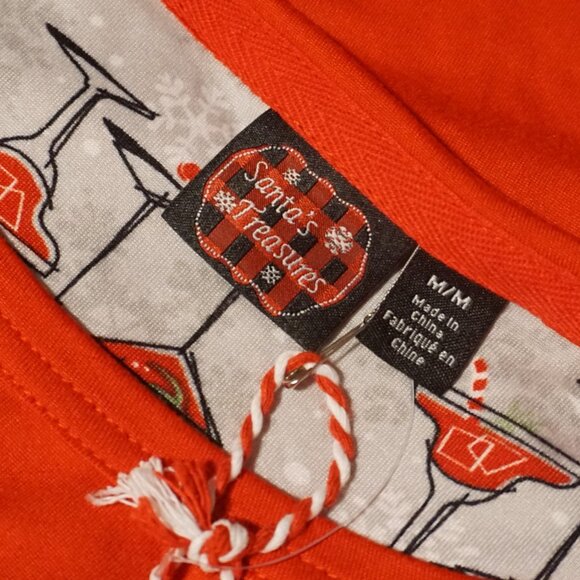 Santa's
Treasures
M/M
Made in
China
Fabriqué en
Chine